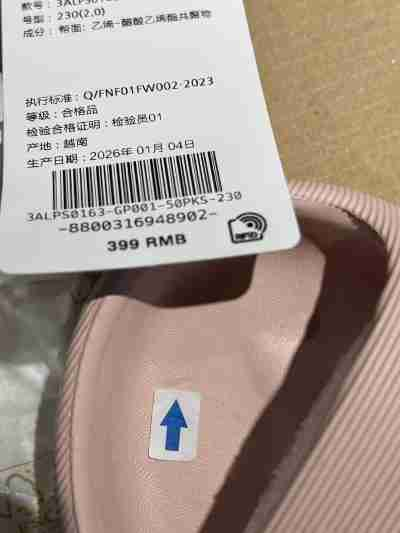 号型: 230(2.0)
成分: 帮面: 乙烯-醋酸乙烯酯共聚物
执行标准: Q/FNF01FW002-2023
等级: 合格品
检验合格证明: 检验员01
产地: 越南
生产日期: 2026年01月04日
3ALPS0163-GP001-50PKS-230
-8800316948902-
399 RMB
RFID